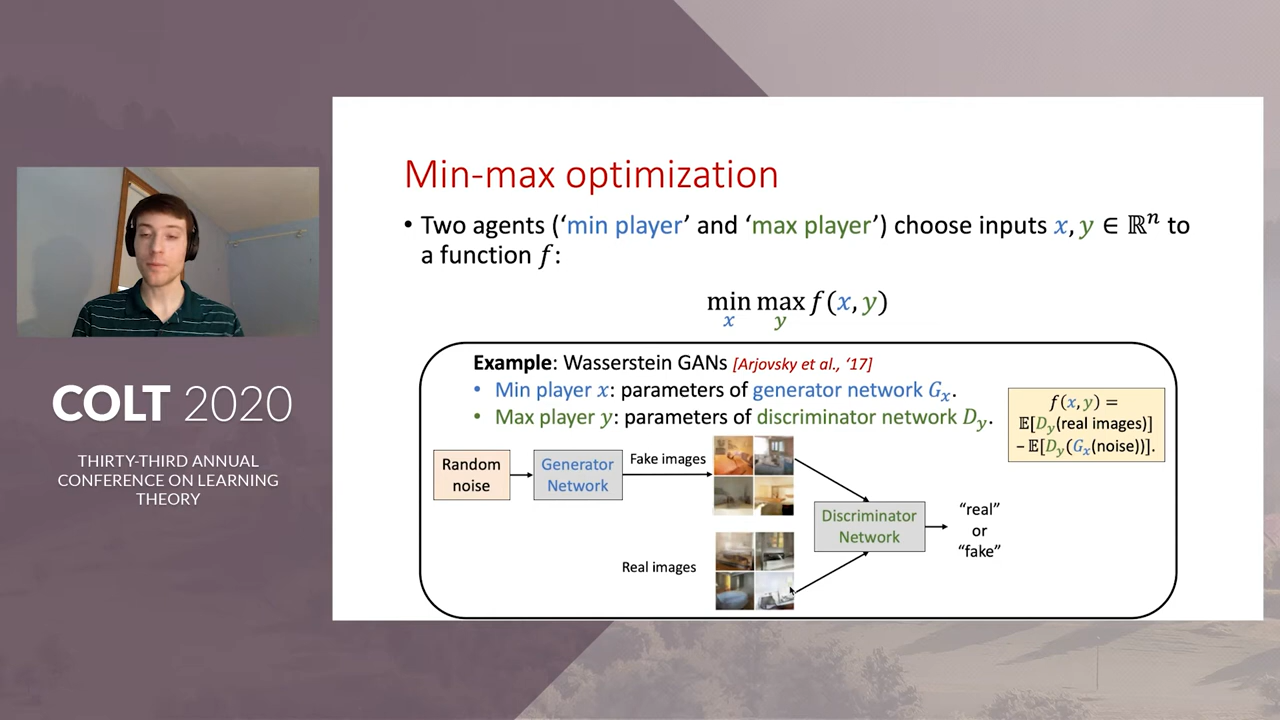 Min-max optimization
• Two agents (‘min player’ and ‘max player’) choose inputs x, y ∈ ℝⁿ to
a function f:
min max f(x, y)
x y
Example: Wasserstein GANs [Arjovsky et al., ‘17]
• Min player x: parameters of generator network Gₓ.
• Max player y: parameters of discriminator network D_y.
f(x, y) =
𝔼[D_y(real images)]
− 𝔼[D_y(Gₓ(noise))].
Random
noise
Generator
Network
Fake images
Real images
Discriminator
Network
“real”
or
“fake”
COLT 2020
THIRTY-THIRD ANNUAL
CONFERENCE ON LEARNING
THEORY